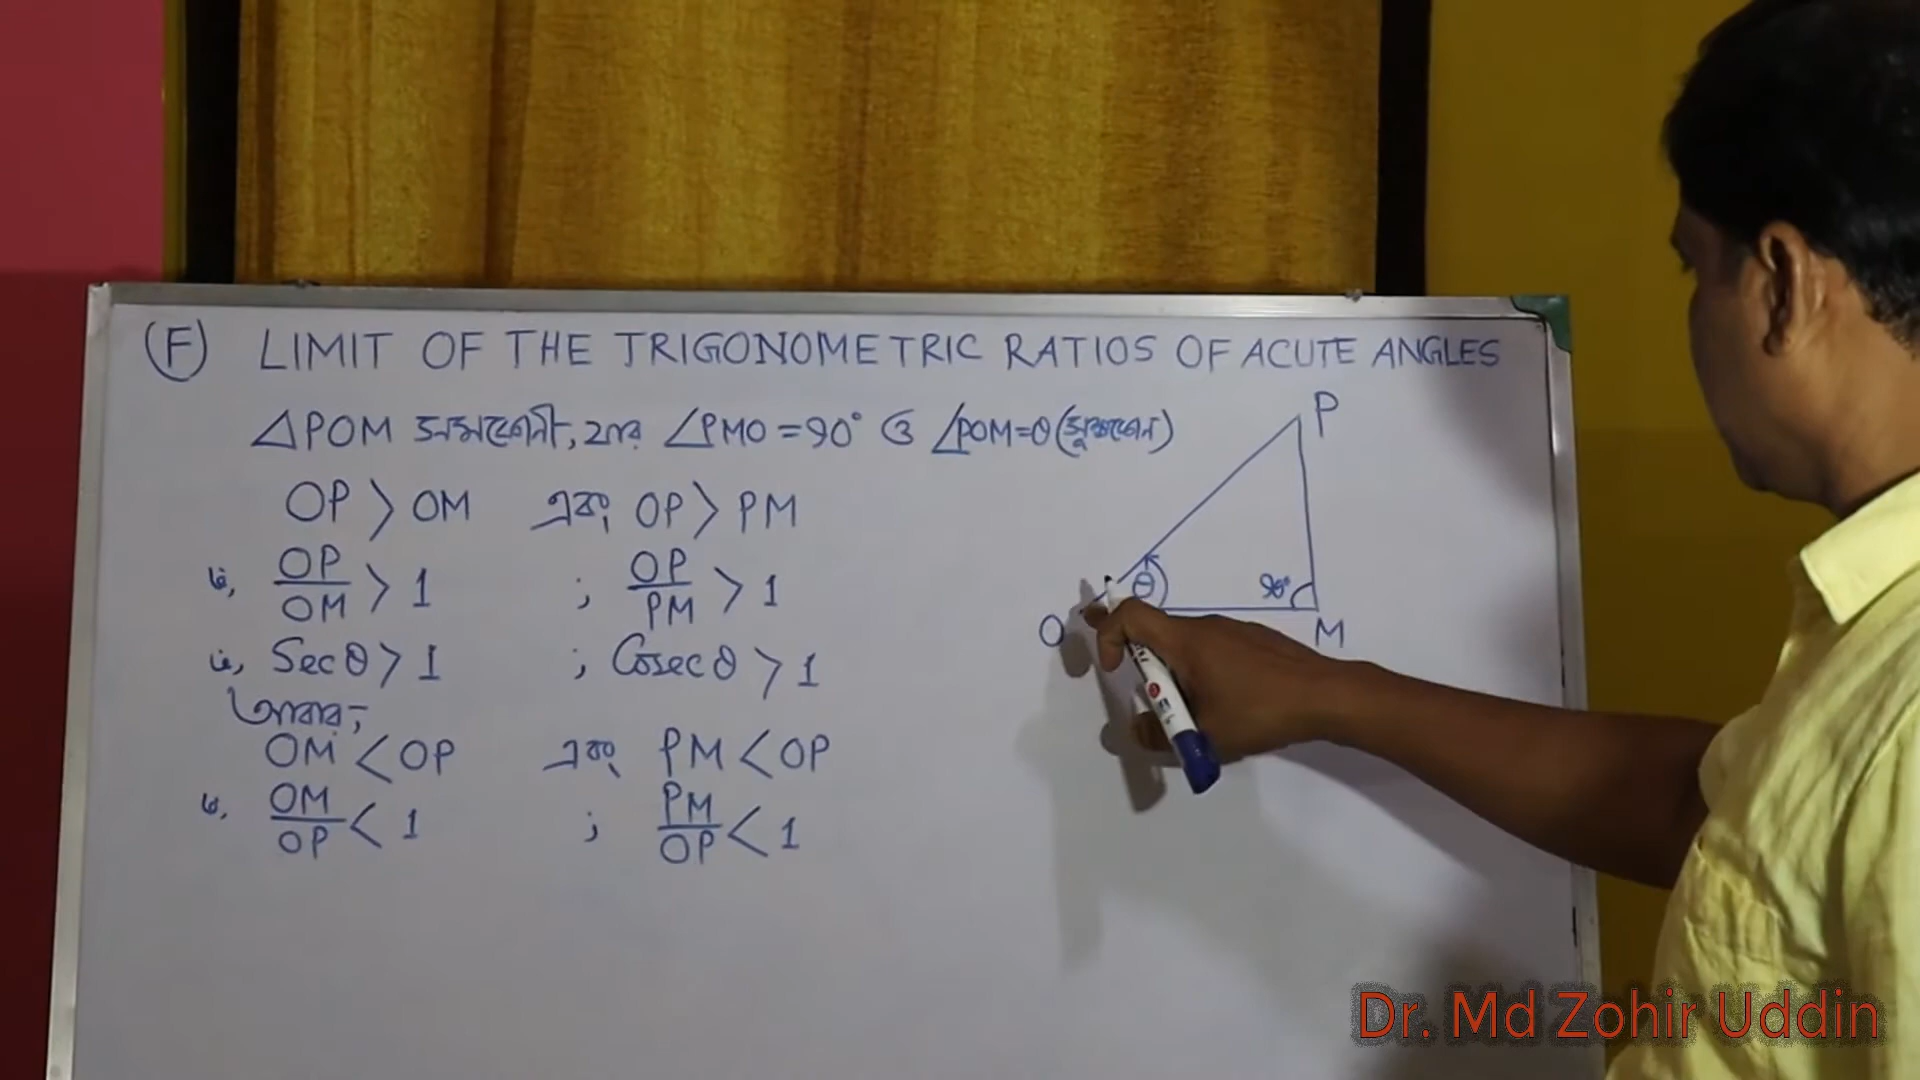 (F) LIMIT OF THE TRIGONOMETRIC RATIOS OF ACUTE ANGLES
△POM সমকোণী, যার ∠PMO = 90° ও ∠POM = θ (সূক্ষ্মকোণ)
OP > OM এবং OP > PM
বা, OP/OM > 1 ; OP/PM > 1
বা, Sec θ > 1 ; Cosec θ > 1
আবার,
OM < OP এবং PM < OP
বা, OM/OP < 1 ; PM/OP < 1
P
θ
90°
O
M
Dr. Md Zohir Uddin